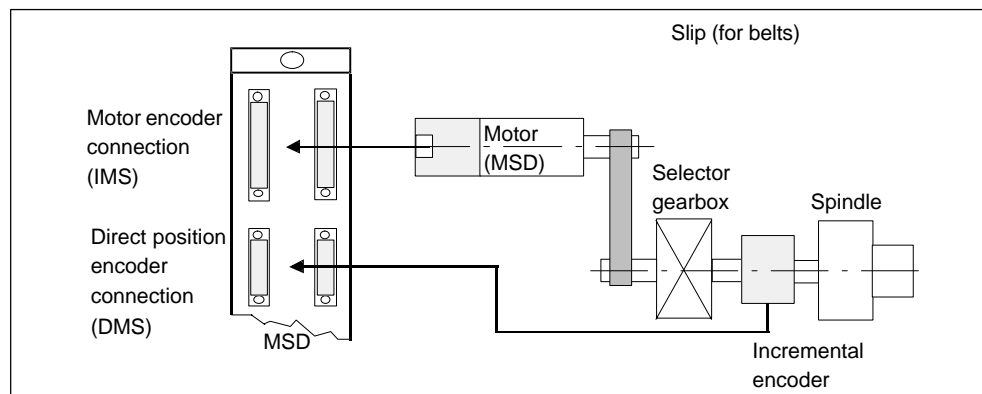 Slip (for belts)
Motor encoder
connection
(IMS)
Motor
(MSD)
Selector
gearbox
Spindle
Direct position
encoder
connection
(DMS)
MSD
Incremental
encoder